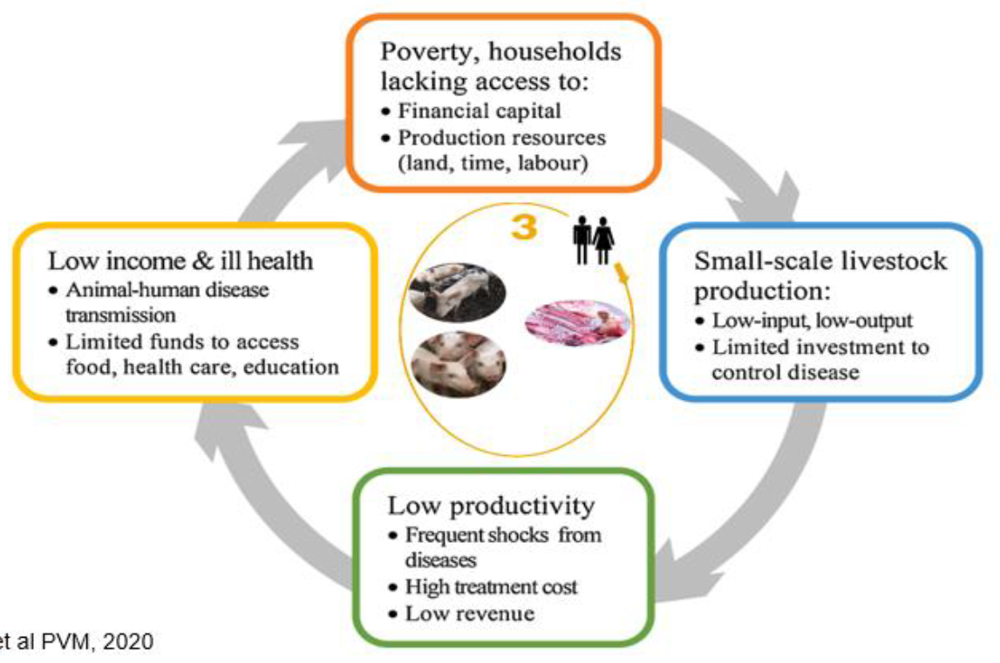 Poverty, households
lacking access to:
• Financial capital
• Production resources
(land, time, labour)
3
Small-scale livestock
production:
• Low-input, low-output
• Limited investment to
control disease
Low productivity
• Frequent shocks from
diseases
• High treatment cost
• Low revenue
Low income & ill health
• Animal-human disease
transmission
• Limited funds to access
food, health care, education
et al PVM, 2020